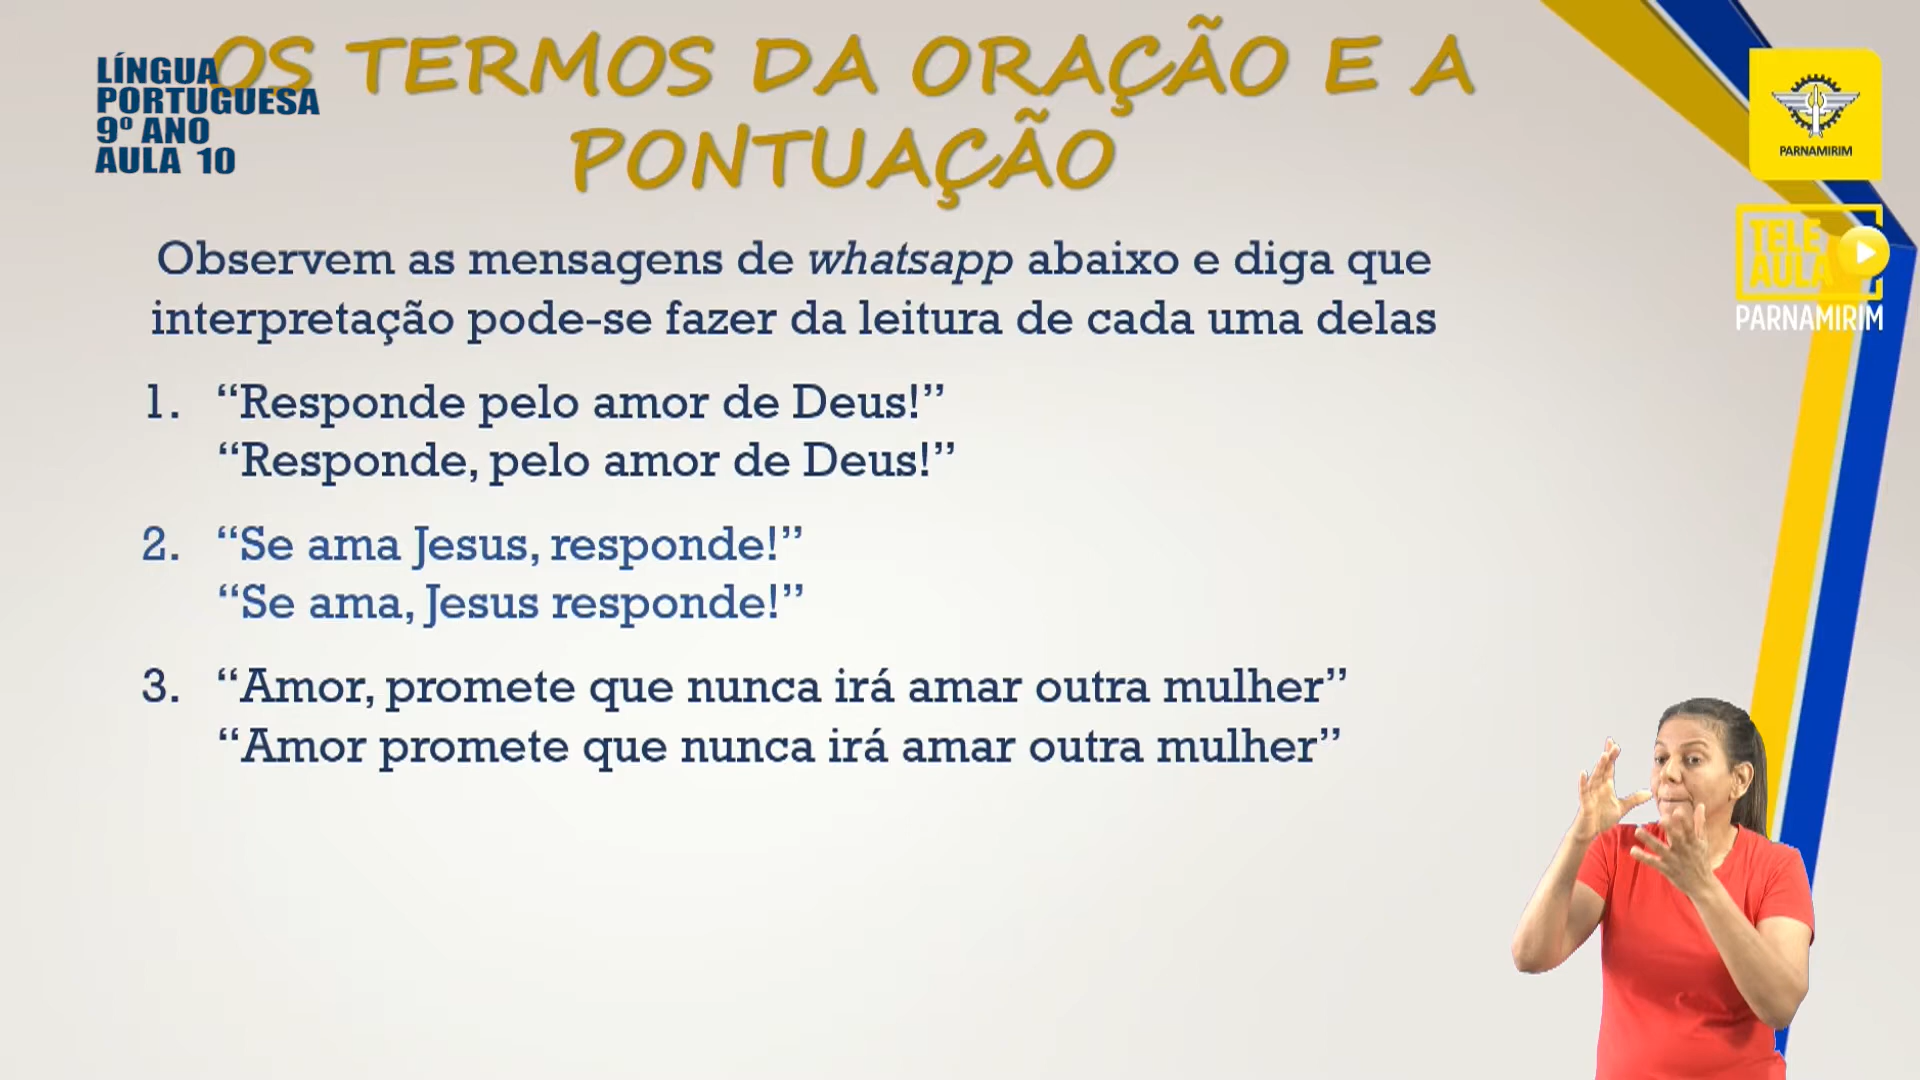 OS TERMOS DA ORAÇÃO E A
PONTUAÇÃO
LÍNGUA
PORTUGUESA
9º ANO
AULA 10
PARNAMIRIM
TELE
AULA
PARNAMIRIM
Observem as mensagens de whatsapp abaixo e diga que
interpretação pode-se fazer da leitura de cada uma delas
1. “Responde pelo amor de Deus!”
“Responde, pelo amor de Deus!”
2. “Se ama Jesus, responde!”
“Se ama, Jesus responde!”
3. “Amor, promete que nunca irá amar outra mulher”
“Amor promete que nunca irá amar outra mulher”